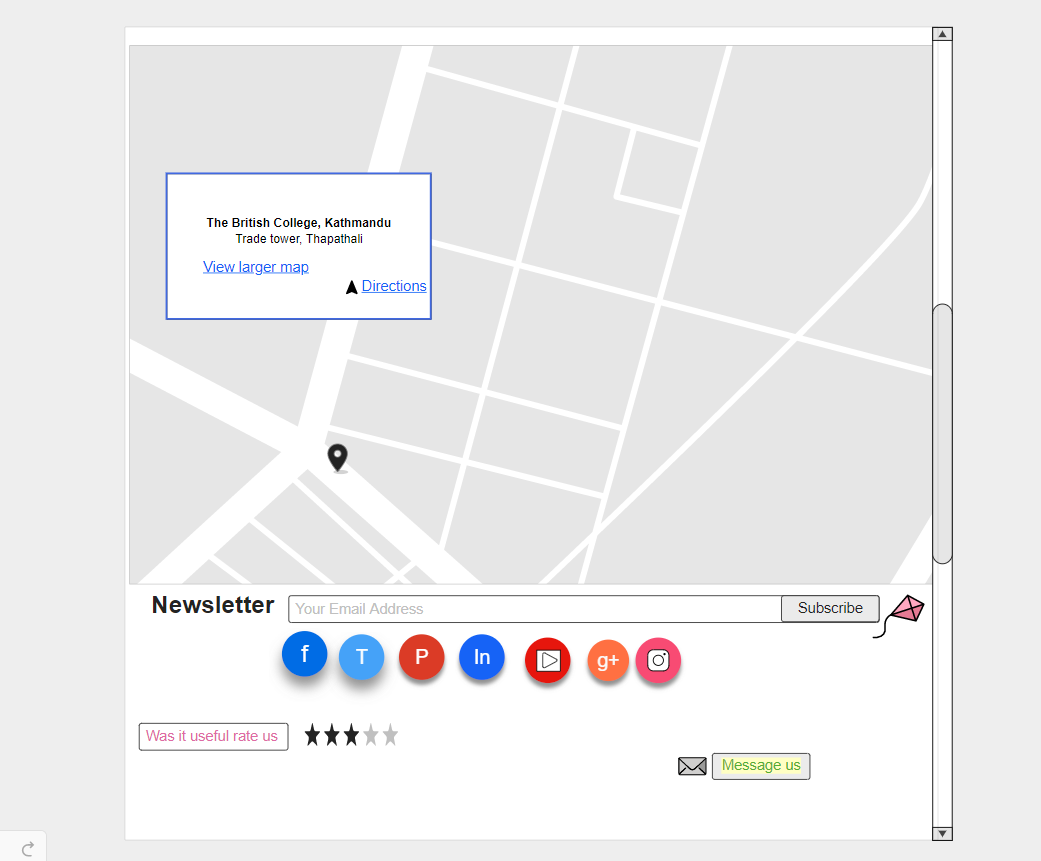 The British College, Kathmandu
Trade tower, Thapathali
View larger map
Directions
Newsletter
Your Email Address
Subscribe
f
T
P
In
g+
Was it useful rate us
Message us